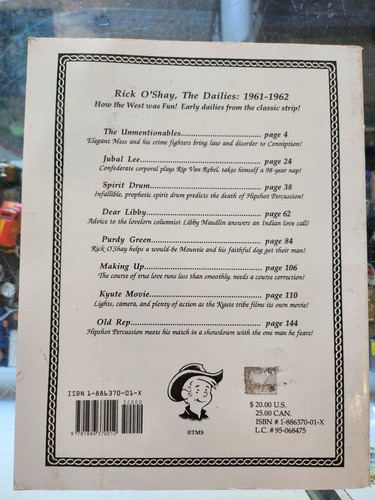 Rick O'Shay, The Dailies: 1961-1962
How the West was Fun! Early dailies from the classic strip!
The Unmentionables.............................. page 4
Elegant Mess and his crime fighters bring law and disorder to Conniption!
Jubal Lee................................................ page 24
Confederate corporal plays Rip Van Rebel, takes himself a 98-year nap!
Spirit Drum............................................. page 38
Infallible, prophetic spirit drum predicts the death of Hipshot Percussion!
Dear Libby.............................................. page 62
Advice to the lovelorn columnist Libby Maudlin answers an Indian love call!
Purdy Green........................................... page 84
Rick O'Shay helps a would-be Mountie and his faithful dog get their man!
Making Up............................................. page 106
The course of true love runs less than smoothly, needs a course correction!
Kyute Movie........................................... page 110
Lights, camera, and plenty of action as the Kyute tribe films its own movie!
Old Rep.................................................. page 144
Hipshot Percussion meets his match in a showdown with the one man he fears!
ISBN 1-886370-01-X
52000
9 781886 370012
©TMS
$ 20.00 U.S.
25.00 CAN.
ISBN # 1-886370-01-X
L.C. # 95-068475